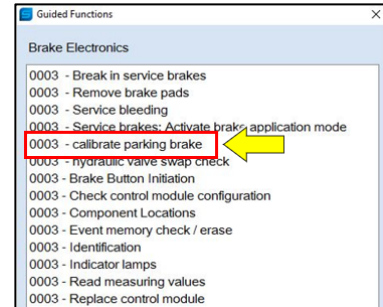 Guided Functions
Brake Electronics
0003 - Break in service brakes
0003 - Remove brake pads
0003 - Service bleeding
0003 - Service brakes; Activate brake application mode
0003 - calibrate parking brake
0003 - hydraulic valve swap check
0003 - Brake Button Initiation
0003 - Check control module configuration
0003 - Component Locations
0003 - Event memory check / erase
0003 - Identification
0003 - Indicator lamps
0003 - Read measuring values
0003 - Replace control module